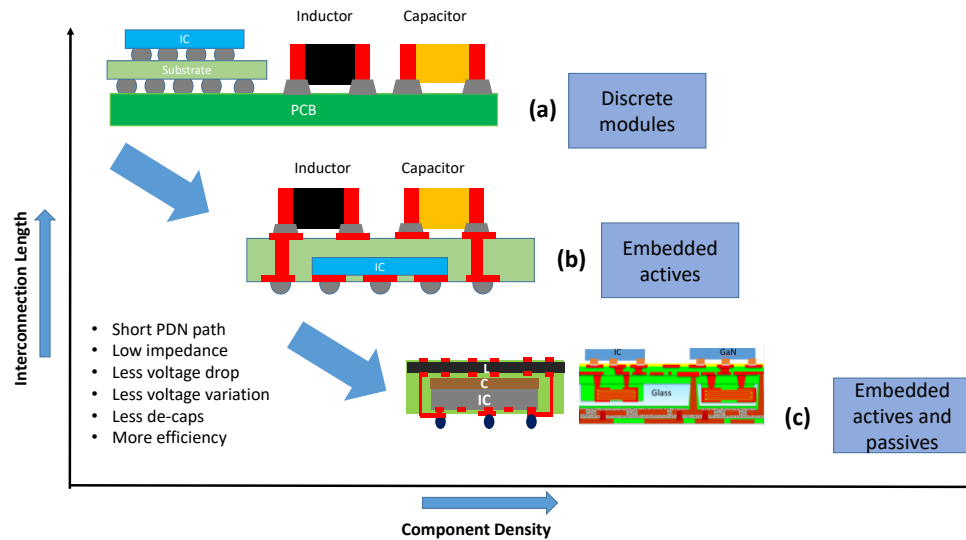 Inductor
Capacitor
IC
Substrate
PCB
(a)
Discrete
modules
Inductor
Capacitor
IC
(b)
Embedded
actives
Interconnection Length
• Short PDN path
• Low impedance
• Less voltage drop
• Less voltage variation
• Less de-caps
• More efficiency
L
C
IC
IC
GaN
Glass
(c)
Embedded
actives and
passives
Component Density